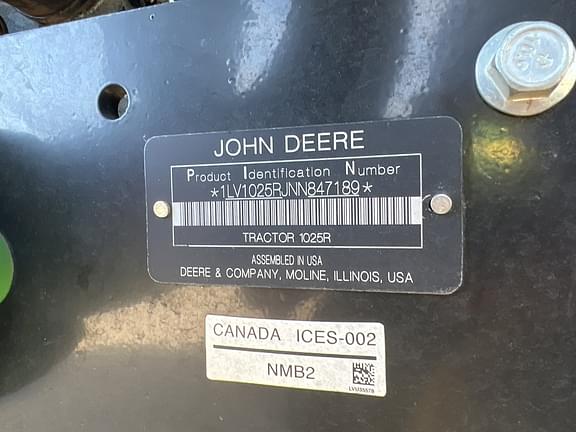 JOHN DEERE
Product Identification Number
*1LV1025RJNN847189*
TRACTOR 1025R
ASSEMBLED IN USA
DEERE & COMPANY, MOLINE, ILLINOIS, USA
CANADA ICES-002
NMB2